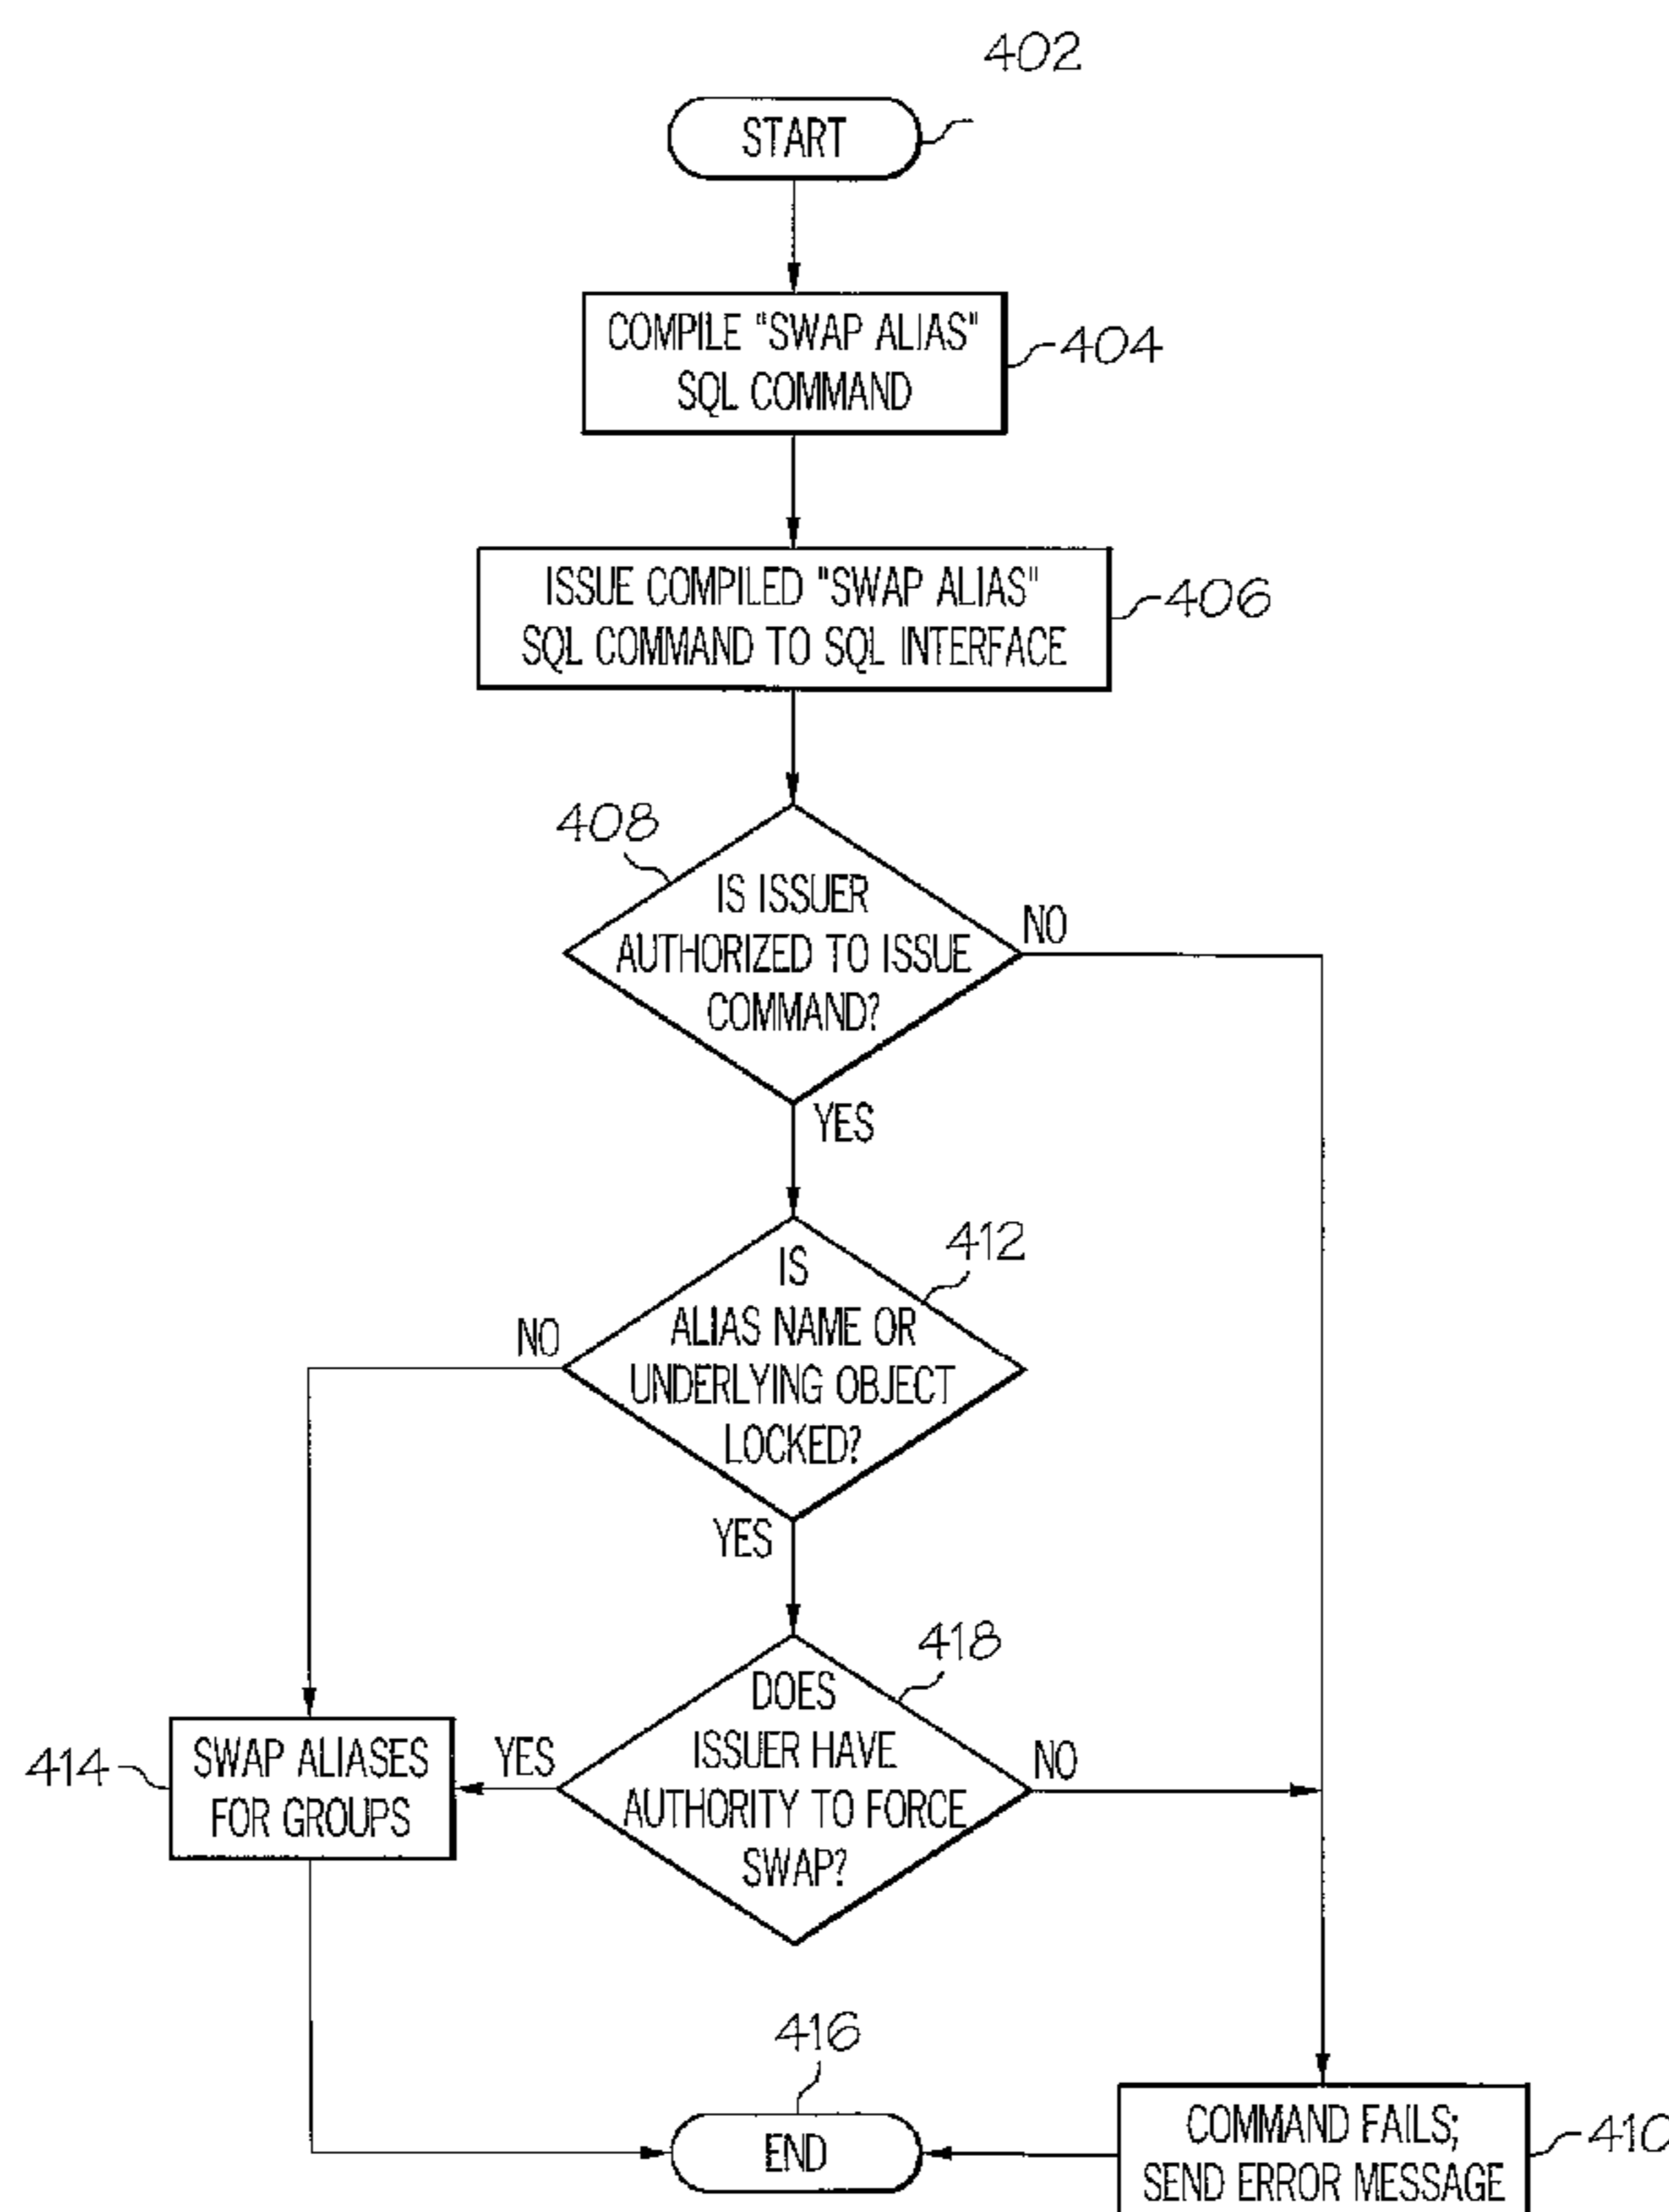 402
START
COMPILE "SWAP ALIAS"
SQL COMMAND
404
ISSUE COMPILED "SWAP ALIAS"
SQL COMMAND TO SQL INTERFACE
406
408
IS ISSUER
AUTHORIZED TO ISSUE
COMMAND?
NO
YES
412
IS
ALIAS NAME OR
UNDERLYING OBJECT
LOCKED?
NO
YES
418
DOES
ISSUER HAVE
AUTHORITY TO FORCE
SWAP?
YES
NO
414
SWAP ALIASES
FOR GROUPS
416
END
COMMAND FAILS;
SEND ERROR MESSAGE
410